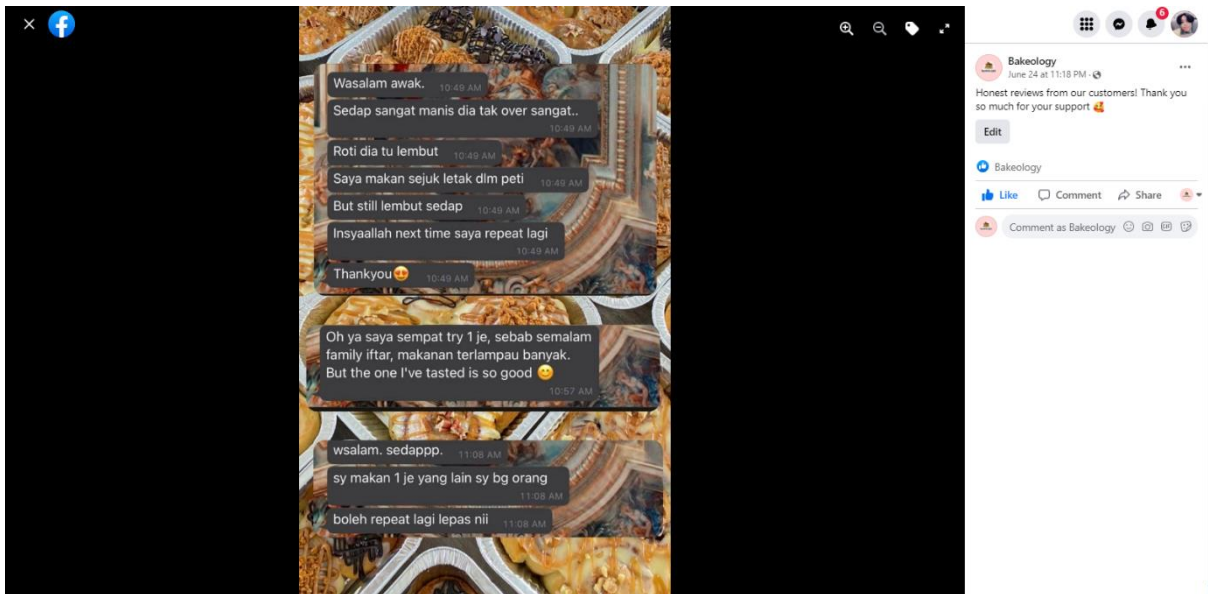 Wasalam awak. 10:49 AM
Sedap sangat manis dia tak over sangat..
10:49 AM
Roti dia tu lembut 10:49 AM
Saya makan sejuk letak dlm peti 10:49 AM
But still lembut sedap 10:49 AM
Insyaallah next time saya repeat lagi
10:49 AM
Thankyou😍 10:49 AM
Oh ya saya sempat try 1 je, sebab semalam
family iftar, makanan terlampau banyak.
But the one I've tasted is so good 😊
10:57 AM
wsalam. sedappp. 11:08 AM
sy makan 1 je yang lain sy bg orang
11:08 AM
boleh repeat lagi lepas nii 11:08 AM
6
Bakeology
June 24 at 11:18 PM ·
Honest reviews from our customers! Thank you
so much for your support 🥰
Edit
Bakeology
Like Comment Share
Comment as Bakeology